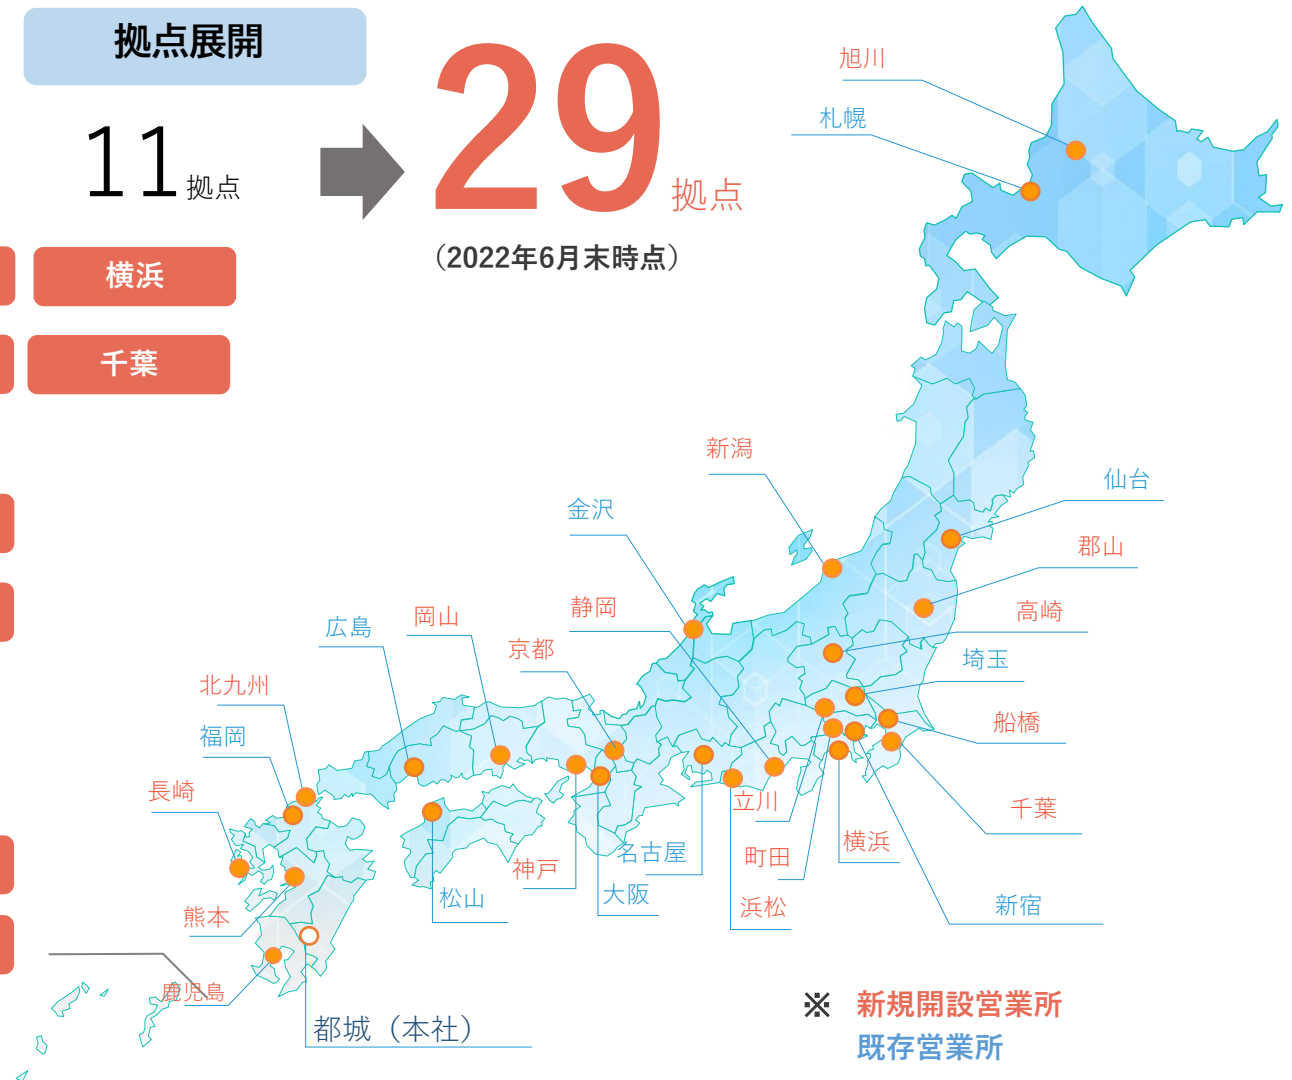 拠点展開
11拠点
29拠点
（2022年6月末時点）
横浜
千葉
旭川
札幌
新潟
仙台
金沢
郡山
静岡
高崎
岡山
広島
京都
埼玉
北九州
船橋
福岡
長崎
立川
千葉
横浜
名古屋
町田
神戸
大阪
松山
浜松
新宿
熊本
鹿児島
都城（本社）
※ 新規開設営業所
既存営業所